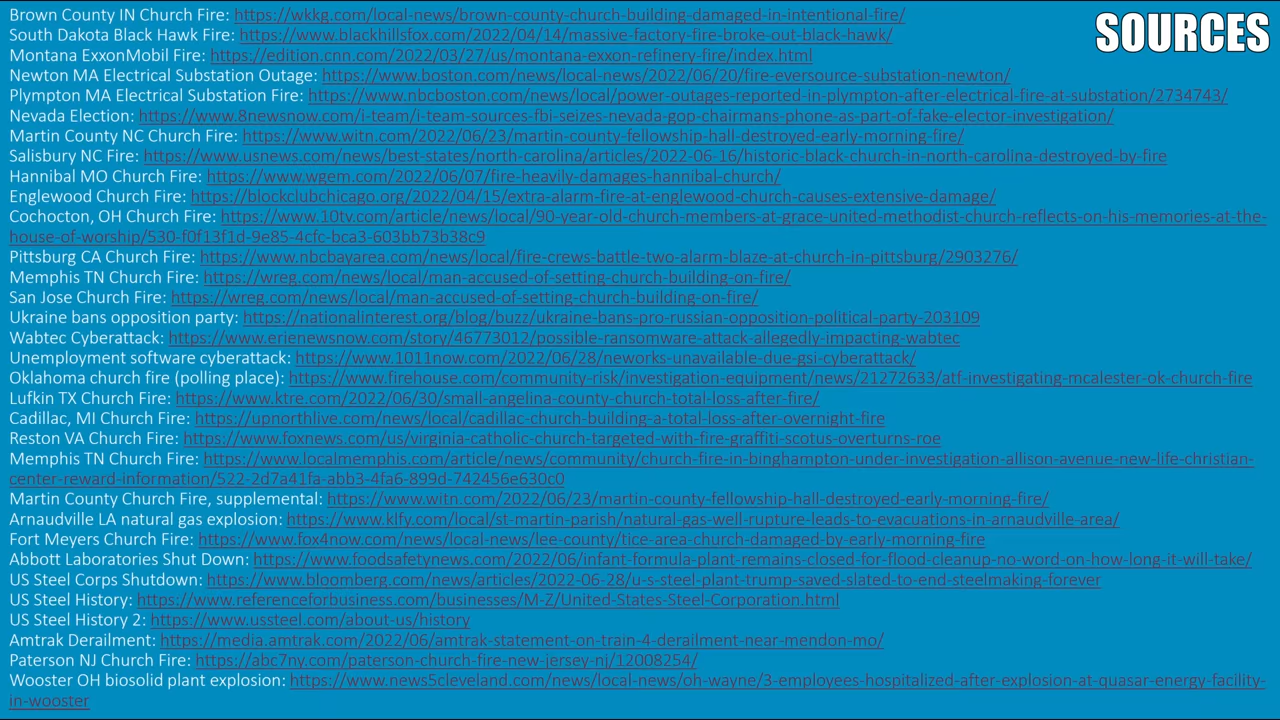 SOURCES
Brown County IN Church Fire: https://wkkg.com/local-news/brown-county-church-building-damaged-in-intentional-fire/
South Dakota Black Hawk Fire: https://www.blackhillsfox.com/2022/04/14/massive-factory-fire-broke-out-black-hawk/
Montana ExxonMobil Fire: https://edition.cnn.com/2022/03/27/us/montana-exxon-refinery-fire/index.html
Newton MA Electrical Substation Outage: https://www.boston.com/news/local-news/2022/06/20/fire-eversource-substation-newton/
Plympton MA Electrical Substation Fire: https://www.nbcboston.com/news/local/power-outages-reported-in-plympton-after-electrical-fire-at-substation/2734743/
Nevada Election: https://www.8newsnow.com/i-team/i-team-sources-fbi-seizes-nevada-gop-chairmans-phone-as-part-of-fake-elector-investigation/
Martin County NC Church Fire: https://www.witn.com/2022/06/23/martin-county-fellowship-hall-destroyed-early-morning-fire/
Salisbury NC Fire: https://www.usnews.com/news/best-states/north-carolina/articles/2022-06-16/historic-black-church-in-north-carolina-destroyed-by-fire
Hannibal MO Church Fire: https://www.wgem.com/2022/06/07/fire-heavily-damages-hannibal-church/
Englewood Church Fire: https://blockclubchicago.org/2022/04/15/extra-alarm-fire-at-englewood-church-causes-extensive-damage/
Cochocton, OH Church Fire: https://www.10tv.com/article/news/local/90-year-old-church-members-at-grace-united-methodist-church-reflects-on-his-memories-at-the-
house-of-worship/530-f0f13f1d-9e85-4cfc-bca3-603bb73b38c9
Pittsburg CA Church Fire: https://www.nbcbayarea.com/news/local/fire-crews-battle-two-alarm-blaze-at-church-in-pittsburg/2903276/
Memphis TN Church Fire: https://wreg.com/news/local/man-accused-of-setting-church-building-on-fire/
San Jose Church Fire: https://wreg.com/news/local/man-accused-of-setting-church-building-on-fire/
Ukraine bans opposition party: https://nationalinterest.org/blog/buzz/ukraine-bans-pro-russian-opposition-political-party-203109
Wabtec Cyberattack: https://www.erienewsnow.com/story/46773012/possible-ransomware-attack-allegedly-impacting-wabtec
Unemployment software cyberattack: https://www.1011now.com/2022/06/28/neworks-unavailable-due-gsi-cyberattack/
Oklahoma church fire (polling place): https://www.firehouse.com/community-risk/investigation-equipment/news/21272633/atf-investigating-mcalester-ok-church-fire
Lufkin TX Church Fire: https://www.ktre.com/2022/06/30/small-angelina-county-church-total-loss-after-fire/
Cadillac, MI Church Fire: https://upnorthlive.com/news/local/cadillac-church-building-a-total-loss-after-overnight-fire
Reston VA Church Fire: https://www.foxnews.com/us/virginia-catholic-church-targeted-with-fire-graffiti-scotus-overturns-roe
Memphis TN Church Fire: https://www.localmemphis.com/article/news/community/church-fire-in-binghampton-under-investigation-allison-avenue-new-life-christian-
center-reward-information/522-2d7a41fa-abb3-4fa6-899d-742456e630c0
Martin County Church Fire, supplemental: https://www.witn.com/2022/06/23/martin-county-fellowship-hall-destroyed-early-morning-fire/
Arnaudville LA natural gas explosion: https://www.klfy.com/local/st-martin-parish/natural-gas-well-rupture-leads-to-evacuations-in-arnaudville-area/
Fort Meyers Church Fire: https://www.fox4now.com/news/local-news/lee-county/tice-area-church-damaged-by-early-morning-fire
Abbott Laboratories Shut Down: https://www.foodsafetynews.com/2022/06/infant-formula-plant-remains-closed-for-flood-cleanup-no-word-on-how-long-it-will-take/
US Steel Corps Shutdown: https://www.bloomberg.com/news/articles/2022-06-28/u-s-steel-plant-trump-saved-slated-to-end-steelmaking-forever
US Steel History: https://www.referenceforbusiness.com/businesses/M-Z/United-States-Steel-Corporation.html
US Steel History 2: https://www.ussteel.com/about-us/history
Amtrak Derailment: https://media.amtrak.com/2022/06/amtrak-statement-on-train-4-derailment-near-mendon-mo/
Paterson NJ Church Fire: https://abc7ny.com/paterson-church-fire-new-jersey-nj/12008254/
Wooster OH biosolid plant explosion: https://www.news5cleveland.com/news/local-news/oh-wayne/3-employees-hospitalized-after-explosion-at-quasar-energy-facility-
in-wooster